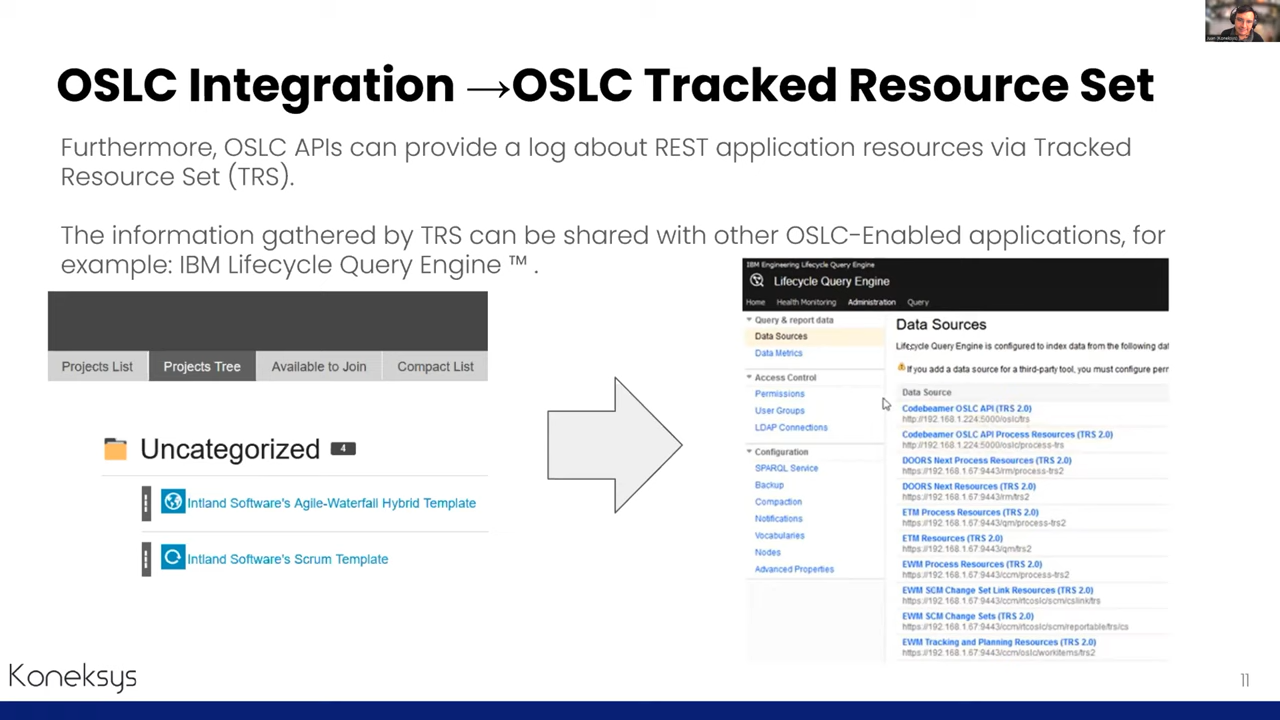 OSLC Integration →OSLC Tracked Resource Set
Furthermore, OSLC APIs can provide a log about REST application resources via Tracked
Resource Set (TRS).
The information gathered by TRS can be shared with other OSLC-Enabled applications, for
example: IBM Lifecycle Query Engine ™ .
Projects List
Projects Tree
Available to Join
Compact List
Uncategorized 4
Intland Software's Agile-Waterfall Hybrid Template
Intland Software's Scrum Template
IBM Engineering Lifecycle Query Engine
Lifecycle Query Engine
Home Health Monitoring Administration Query
Query & report data
Data Sources
Data Metrics
Access Control
Permissions
User Groups
LDAP Connections
Configuration
SPARQL Service
Backup
Compaction
Notifications
Vocabularies
Nodes
Advanced Properties
Data Sources
Lifecycle Query Engine is configured to index data from the following dat
If you add a data source for a third-party tool, you must configure perr
Data Source
Codebeamer OSLC API (TRS 2.0)
http://192.168.1.224:5000/oslc/trs
Codebeamer OSLC API Process Resources (TRS 2.0)
http://192.168.1.224:5000/oslc/process-trs
DOORS Next Process Resources (TRS 2.0)
https://192.168.1.67:9443/rm/process-trs2
DOORS Next Resources (TRS 2.0)
https://192.168.1.67:9443/rm/trs2
ETM Process Resources (TRS 2.0)
https://192.168.1.67:9443/qm/process-trs2
ETM Resources (TRS 2.0)
https://192.168.1.67:9443/qm/trs2
EWM Process Resources (TRS 2.0)
https://192.168.1.67:9443/ccm/process-trs2
EWM SCM Change Set Link Resources (TRS 2.0)
https://192.168.1.67:9443/ccm/rtcoslc/scm/cslink/trs
EWM SCM Change Sets (TRS 2.0)
https://192.168.1.67:9443/ccm/rtcoslc/scm/reportable/trs/cs
EWM Tracking and Planning Resources (TRS 2.0)
https://192.168.1.67:9443/ccm/oslc/workitems/trs2
Koneksys
11